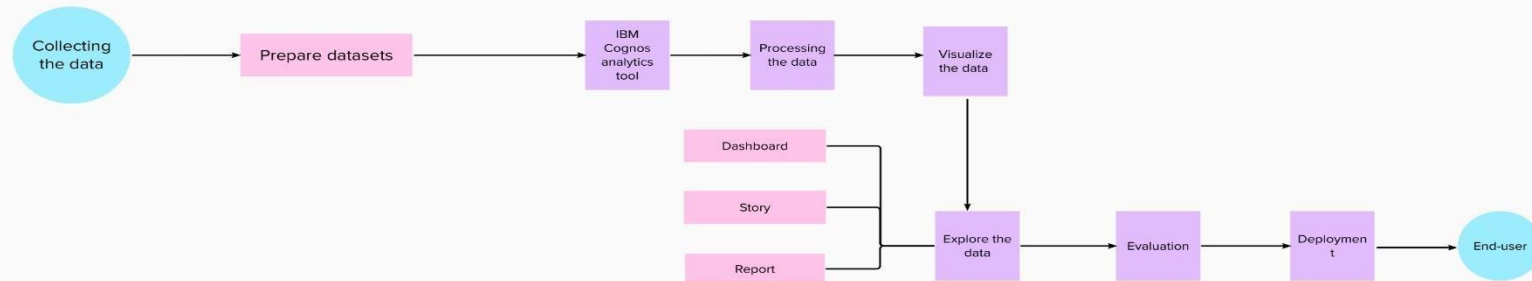 Collecting
the data
Prepare datasets
IBM
Cognos
analytics
tool
Processing
the data
Visualize
the data
Dashboard
Story
Report
Explore the
data
Evaluation
Deploymen
t
End-user